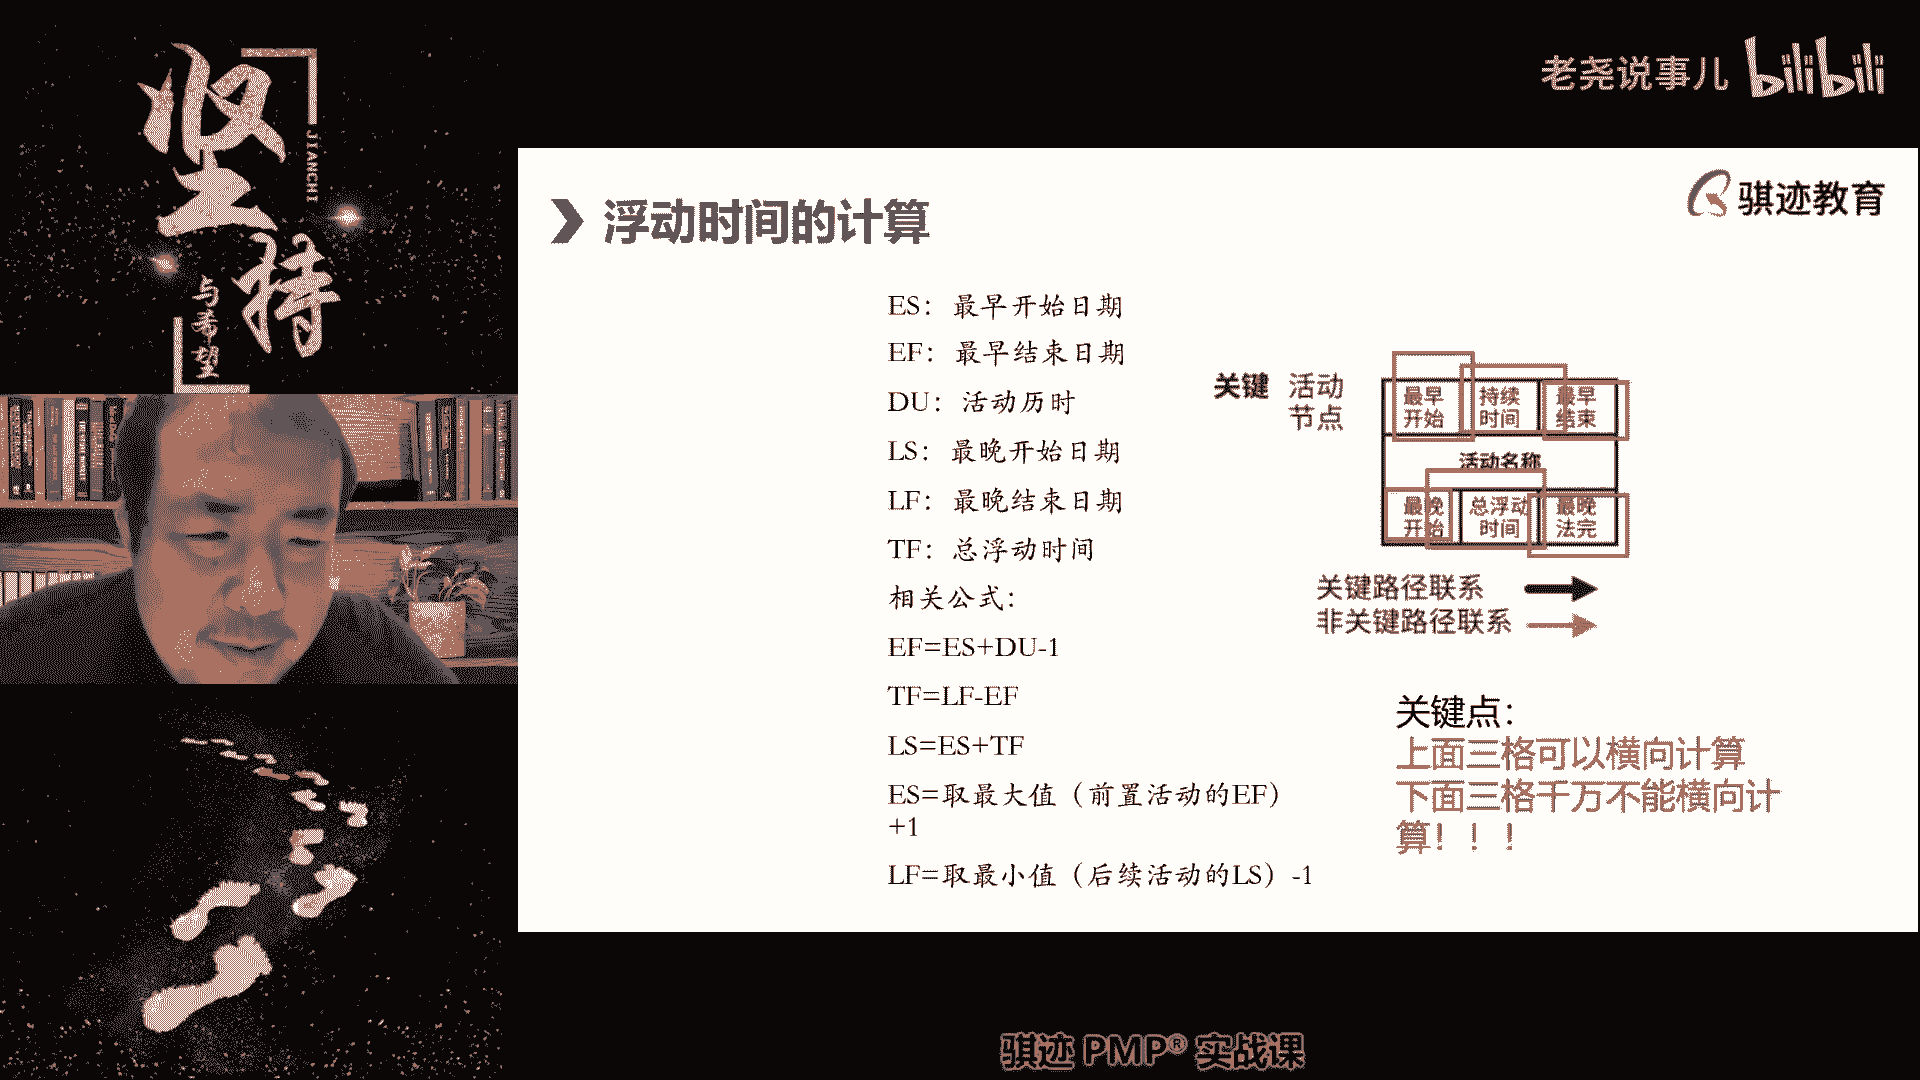 坚持
JIANCHI
与希望
老尧说事儿 bilibili
骐迹教育
浮动时间的计算
ES：最早开始日期
EF：最早结束日期
DU：活动历时
LS：最晚开始日期
LF：最晚结束日期
TF：总浮动时间
相关公式：
EF=ES+DU-1
TF=LF-EF
LS=ES+TF
ES=取最大值（前置活动的EF）
+1
LF=取最小值（后续活动的LS）-1
关键 活动
节点
最早 持续 最早
开始 时间 结束
活动名称
最晚 总浮动 最晚
开始 时间 法完
关键路径联系
非关键路径联系
关键点：
上面三格可以横向计算
下面三格千万不能横向计
算！！！
骐迹 PMP® 实战课